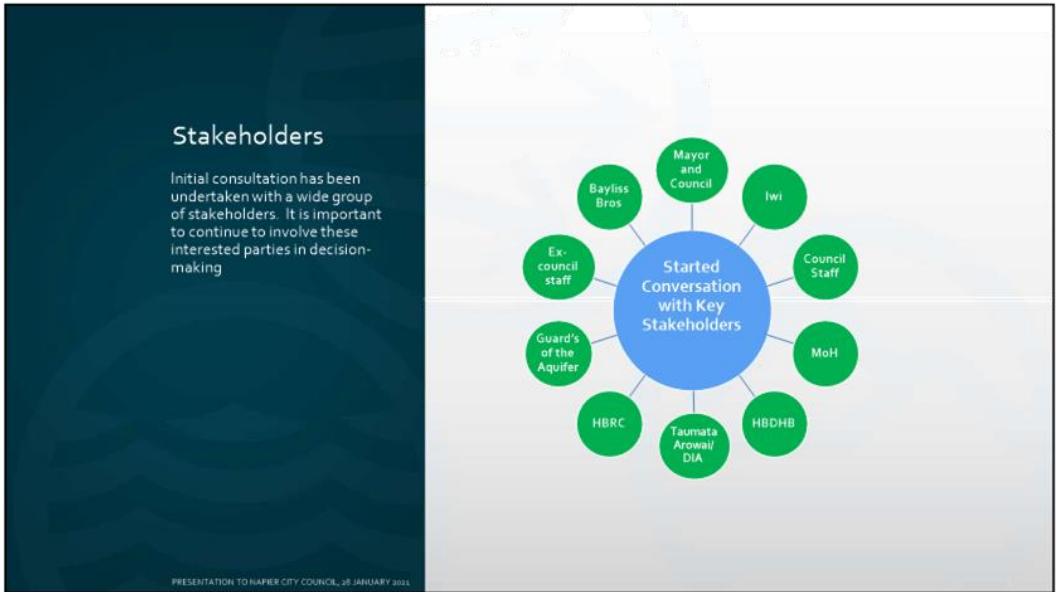 Stakeholders
Initial consultation has been
undertaken with a wide group
of stakeholders. It is important
to continue to involve these
interested parties in decision-
making
PRESENTATION TO NAPIER CITY COUNCIL, 28 JANUARY 2021
Started
Conversation
with Key
Stakeholders
Mayor
and
Council
Iwi
Council
Staff
MoH
HBDHB
Taumata
Arowai/
DIA
HBRC
Guard's
of the
Aquifer
Ex-
council
staff
Bayliss
Bros